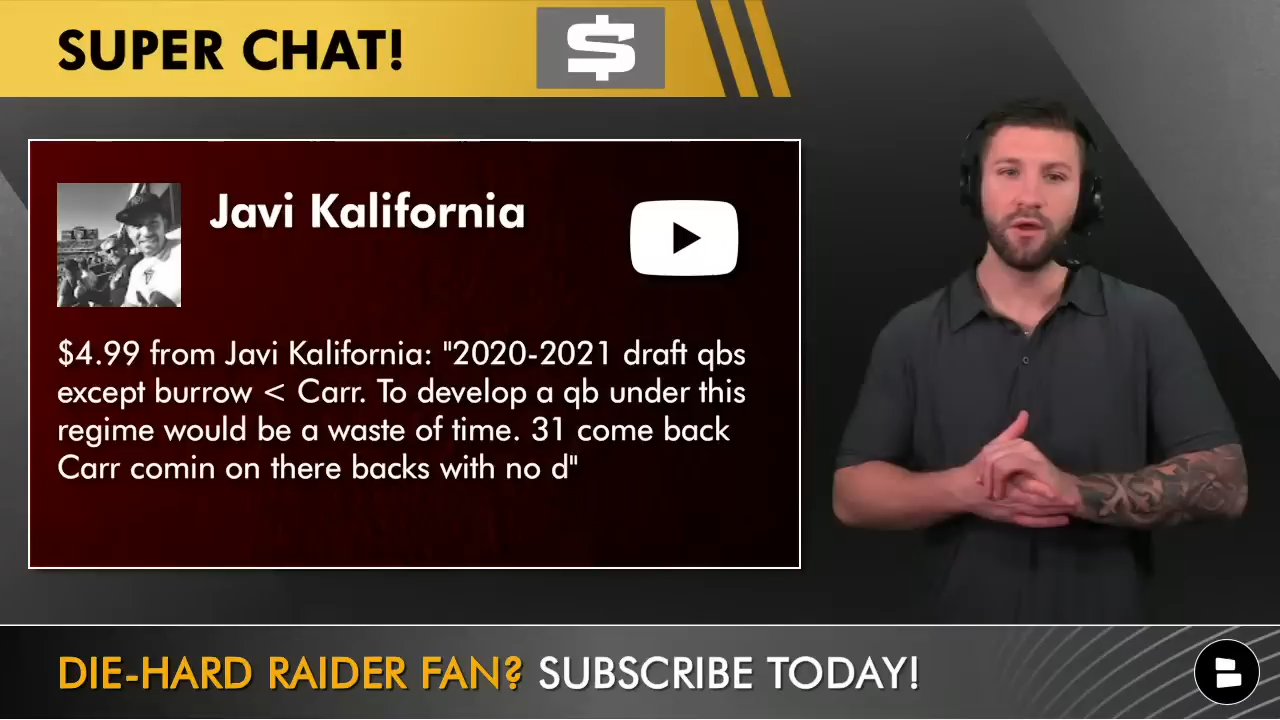 SUPER CHAT!
$
Javi Kalifornia
$4.99 from Javi Kalifornia: "2020-2021 draft qbs
except burrow < Carr. To develop a qb under this
regime would be a waste of time. 31 come back
Carr comin on there backs with no d"
DIE-HARD RAIDER FAN? SUBSCRIBE TODAY!